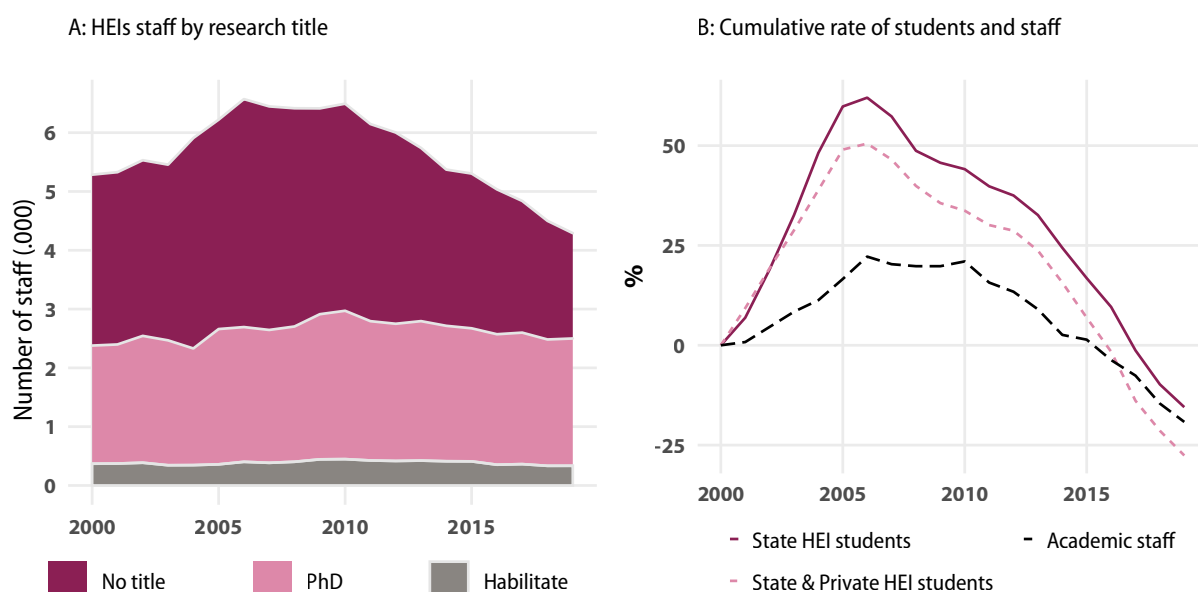 A: HEIs staff by research title
Number of staff (.000)
6
5
4
3
2
1
0
2000 2005 2010 2015
No title PhD Habilitate
B: Cumulative rate of students and staff
%
50
25
0
-25
2000 2005 2010 2015
State HEI students Academic staff
State & Private HEI students